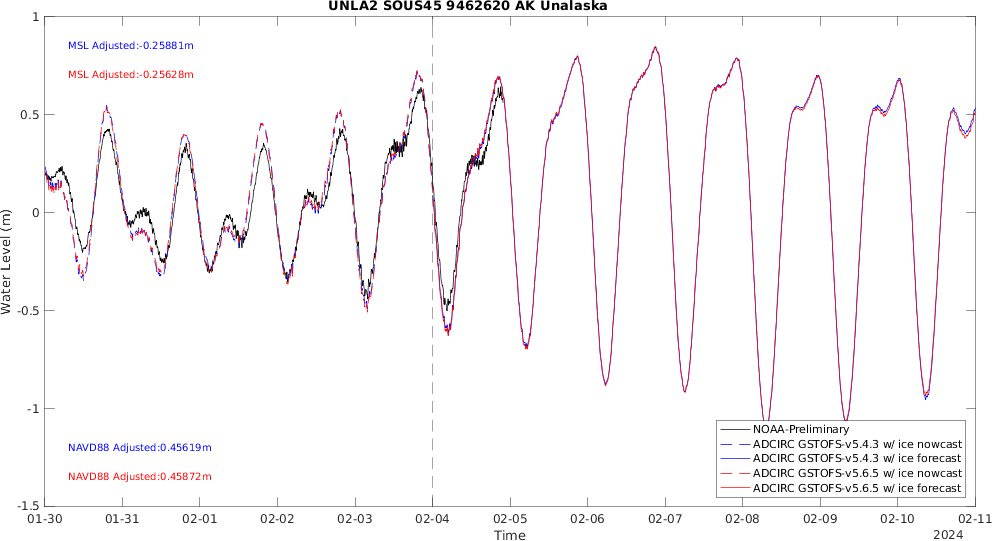 UNLA2 SOUS45 9462620 AK Unalaska
MSL Adjusted:-0.25881m
MSL Adjusted:-0.25628m
Water Level (m)
1
0.5
0
-0.5
-1
-1.5
NAVD88 Adjusted:0.45619m
NAVD88 Adjusted:0.45872m
NOAA-Preliminary
ADCIRC GSTOFS-v5.4.3 w/ ice nowcast
ADCIRC GSTOFS-v5.4.3 w/ ice forecast
ADCIRC GSTOFS-v5.6.5 w/ ice nowcast
ADCIRC GSTOFS-v5.6.5 w/ ice forecast
01-30 01-31 02-01 02-02 02-03 02-04 02-05 02-06 02-07 02-08 02-09 02-10 02-11
Time
2024